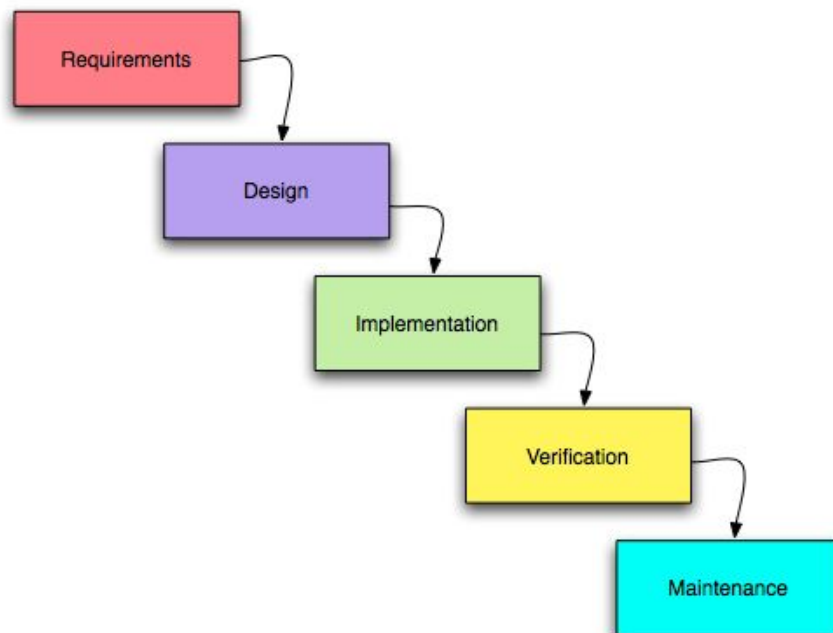 Requirements
Design
Implementation
Verification
Maintenance